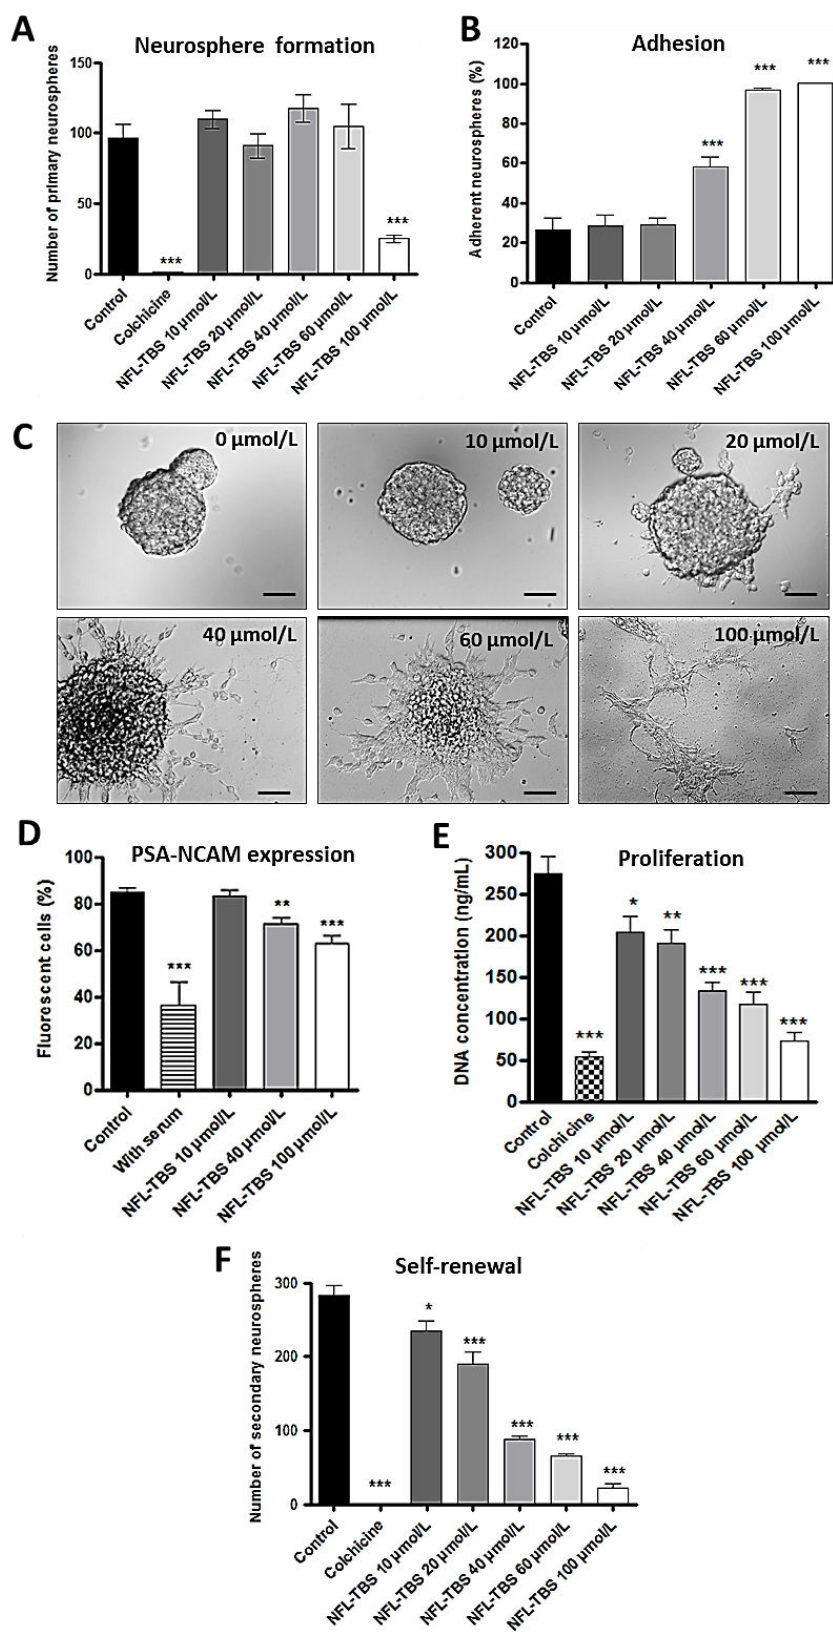 A
Neurosphere formation
Number of primary neurospheres
150
100
50
0
***
***
Control
Colchicine
NFL-TBS 10 µmol/L
NFL-TBS 20 µmol/L
NFL-TBS 40 µmol/L
NFL-TBS 60 µmol/L
NFL-TBS 100 µmol/L
B
Adhesion
Adherent neurospheres (%)
120
100
80
60
40
20
0
***
***
***
Control
NFL-TBS 10 µmol/L
NFL-TBS 20 µmol/L
NFL-TBS 40 µmol/L
NFL-TBS 60 µmol/L
NFL-TBS 100 µmol/L
C
0 µmol/L
10 µmol/L
20 µmol/L
40 µmol/L
60 µmol/L
100 µmol/L
D
PSA-NCAM expression
Fluorescent cells (%)
100
80
60
40
20
0
***
**
***
Control
With serum
NFL-TBS 10 µmol/L
NFL-TBS 40 µmol/L
NFL-TBS 100 µmol/L
E
Proliferation
DNA concentration (ng/mL)
300
250
200
150
100
50
0
***
*
**
***
***
***
Control
Colchicine
NFL-TBS 10 µmol/L
NFL-TBS 20 µmol/L
NFL-TBS 40 µmol/L
NFL-TBS 60 µmol/L
NFL-TBS 100 µmol/L
F
Self-renewal
Number of secondary neurospheres
300
200
100
0
***
*
***
***
***
***
Control
Colchicine
NFL-TBS 10 µmol/L
NFL-TBS 20 µmol/L
NFL-TBS 40 µmol/L
NFL-TBS 60 µmol/L
NFL-TBS 100 µmol/L